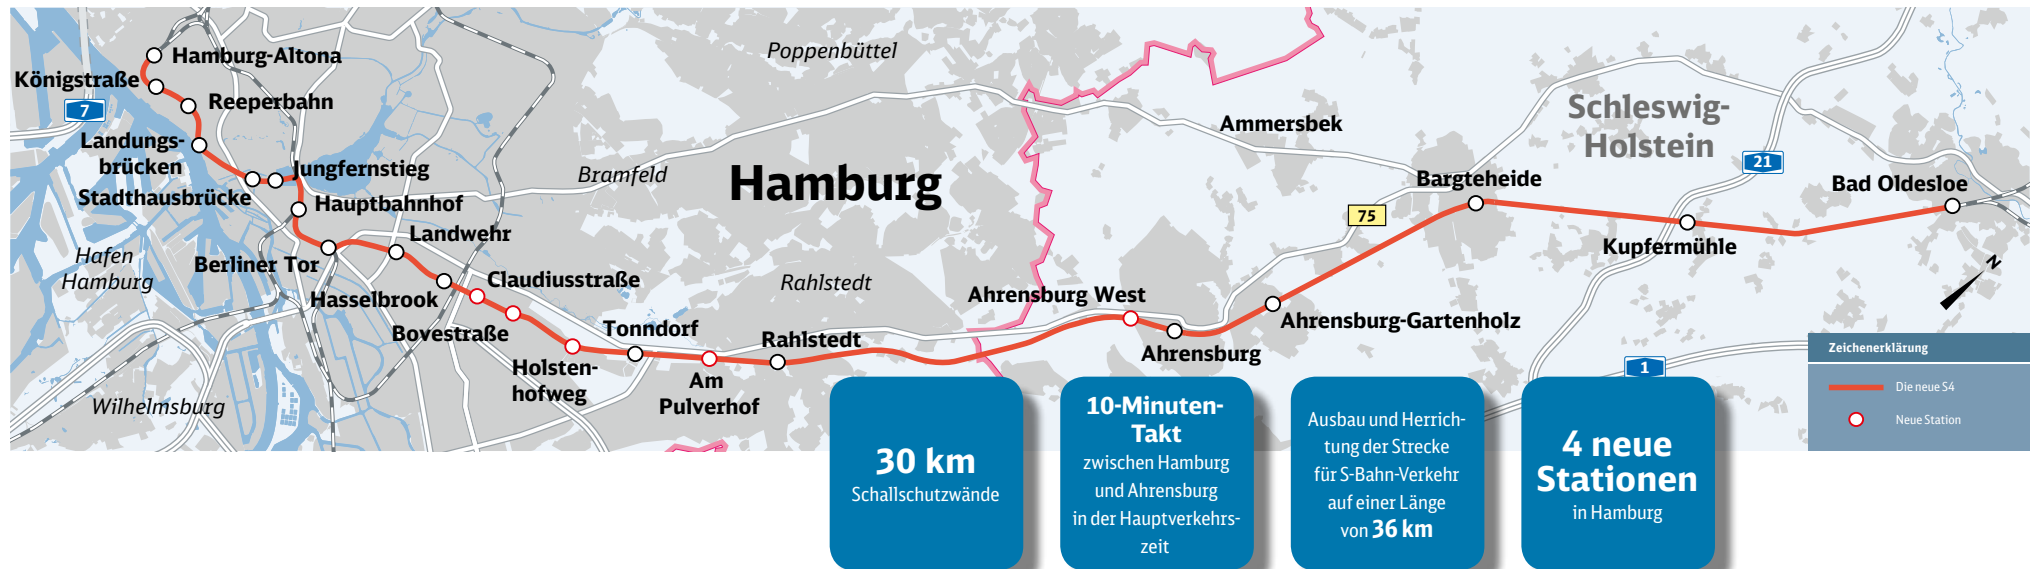 Hamburg-Altona
Königstraße
7
Reeperbahn
Landungs-
brücken
Jungfernstieg
Stadthausbrücke
Hauptbahnhof
Landwehr
Berliner Tor
Hafen
Hamburg
Claudiusstraße
Hasselbrook
Bovestraße
Tonndorf
Holsten-
hofweg
Am
Pulverhof
Rahlstedt
Wilhelmsburg
Poppenbüttel
Bramfeld
Hamburg
Rahlstedt
Ammersbek
Schleswig-
Holstein
21
Bargteheide
75
Bad Oldesloe
Kupfermühle
N
Ahrensburg West
Ahrensburg-Gartenholz
Ahrensburg
1
Zeichenerklärung
Die neue S4
Neue Station
30 km
Schallschutzwände
10-Minuten-
Takt
zwischen Hamburg
und Ahrensburg
in der Hauptverkehrs-
zeit
Ausbau und Herrich-
tung der Strecke
für S-Bahn-Verkehr
auf einer Länge
von 36 km
4 neue
Stationen
in Hamburg